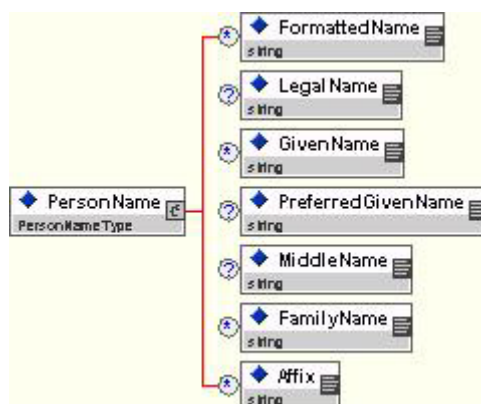 * FormattedName
string
? LegalName
string
* GivenName
string
PersonName
PersonNameType
? PreferredGivenName
string
? MiddleName
string
* FamilyName
string
* Affix
string